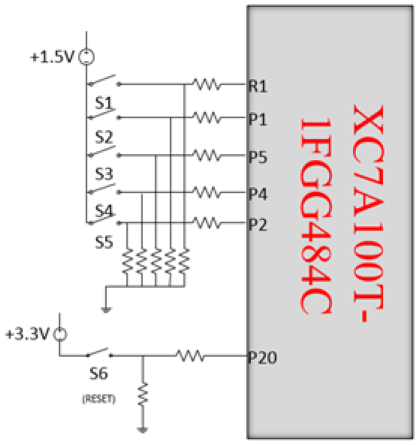 +1.5V
R1
S1
P1
S2
P5
S3
P4
S4
P2
S5
XC7A100T-
1FGG484C
+3.3V
P20
S6
(RESET)